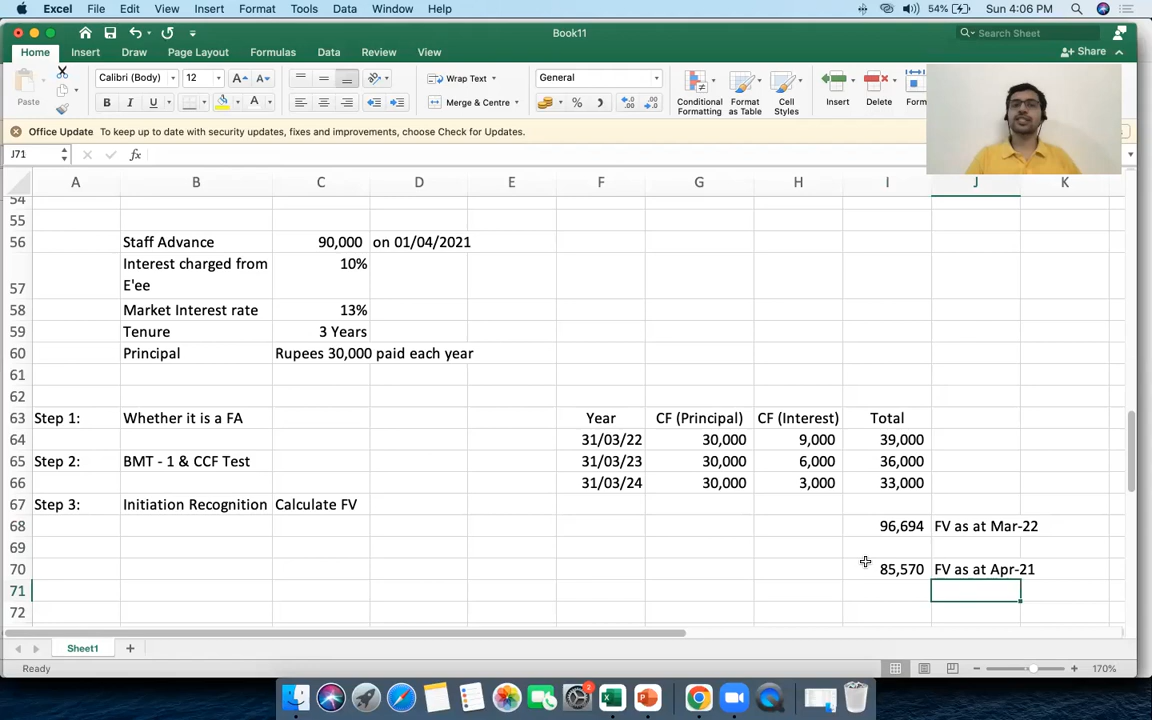 Excel File Edit View Insert Format Tools Data Window Help 54% Sun 4:06 PM
Book11 Search Sheet
Home Insert Draw Page Layout Formulas Data Review View Share
Calibri (Body) 12 A A Wrap Text General
Paste B I U A Merge & Centre % Conditional Formatting Format as Table Cell Styles Insert Delete Form
Office Update To keep up to date with security updates, fixes and improvements, choose Check for Updates.
J71 fx
A B C D E F G H I J K
54
55
56 Staff Advance 90,000 on 01/04/2021
57 Interest charged from E'ee 10%
58 Market Interest rate 13%
59 Tenure 3 Years
60 Principal Rupees 30,000 paid each year
61
62
63 Step 1: Whether it is a FA Year CF (Principal) CF (Interest) Total
64 31/03/22 30,000 9,000 39,000
65 Step 2: BMT - 1 & CCF Test 31/03/23 30,000 6,000 36,000
66 31/03/24 30,000 3,000 33,000
67 Step 3: Initiation Recognition Calculate FV
68 96,694 FV as at Mar-22
69
70 85,570 FV as at Apr-21
71
72
Sheet1 +
Ready 170%